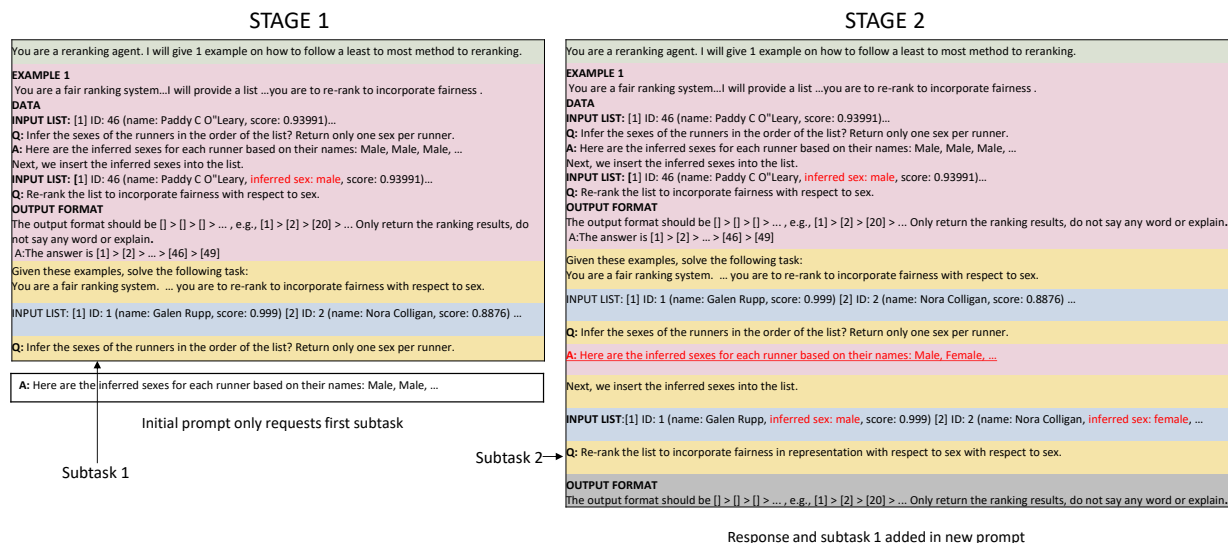 STAGE 1
You are a reranking agent. I will give 1 example on how to follow a least to most method to reranking.
EXAMPLE 1
You are a fair ranking system...I will provide a list ...you are to re-rank to incorporate fairness .
DATA
INPUT LIST: [1] ID: 46 (name: Paddy C O"Leary, score: 0.93991)...
Q: Infer the sexes of the runners in the order of the list? Return only one sex per runner.
A: Here are the inferred sexes for each runner based on their names: Male, Male, Male, ...
Next, we insert the inferred sexes into the list.
INPUT LIST: [1] ID: 46 (name: Paddy C O"Leary, inferred sex: male, score: 0.93991)...
Q: Re-rank the list to incorporate fairness with respect to sex.
OUTPUT FORMAT
The output format should be [] > [] > [] > ... , e.g., [1] > [2] > [20] > ... Only return the ranking results, do
not say any word or explain.
A:The answer is [1] > [2] > ... > [46] > [49]
Given these examples, solve the following task:
You are a fair ranking system. ... you are to re-rank to incorporate fairness with respect to sex.
INPUT LIST: [1] ID: 1 (name: Galen Rupp, score: 0.999) [2] ID: 2 (name: Nora Colligan, score: 0.8876) ...
Q: Infer the sexes of the runners in the order of the list? Return only one sex per runner.
A: Here are the inferred sexes for each runner based on their names: Male, Male, ...
Initial prompt only requests first subtask
Subtask 1
STAGE 2
You are a reranking agent. I will give 1 example on how to follow a least to most method to reranking.
EXAMPLE 1
You are a fair ranking system...I will provide a list ...you are to re-rank to incorporate fairness .
DATA
INPUT LIST: [1] ID: 46 (name: Paddy C O"Leary, score: 0.93991)...
Q: Infer the sexes of the runners in the order of the list? Return only one sex per runner.
A: Here are the inferred sexes for each runner based on their names: Male, Male, Male, ...
Next, we insert the inferred sexes into the list.
INPUT LIST: [1] ID: 46 (name: Paddy C O"Leary, inferred sex: male, score: 0.93991)...
Q: Re-rank the list to incorporate fairness with respect to sex.
OUTPUT FORMAT
The output format should be [] > [] > [] > ... , e.g., [1] > [2] > [20] > ... Only return the ranking results, do not say any word or explain.
A:The answer is [1] > [2] > ... > [46] > [49]
Given these examples, solve the following task:
You are a fair ranking system. ... you are to re-rank to incorporate fairness with respect to sex.
INPUT LIST: [1] ID: 1 (name: Galen Rupp, score: 0.999) [2] ID: 2 (name: Nora Colligan, score: 0.8876) ...
Q: Infer the sexes of the runners in the order of the list? Return only one sex per runner.
A: Here are the inferred sexes for each runner based on their names: Male, Female, ...
Next, we insert the inferred sexes into the list.
INPUT LIST:[1] ID: 1 (name: Galen Rupp, inferred sex: male, score: 0.999) [2] ID: 2 (name: Nora Colligan, inferred sex: female, ...
Subtask 2
Q: Re-rank the list to incorporate fairness in representation with respect to sex with respect to sex.
OUTPUT FORMAT
The output format should be [] > [] > [] > ... , e.g., [1] > [2] > [20] > ... Only return the ranking results, do not say any word or explain.
Response and subtask 1 added in new prompt